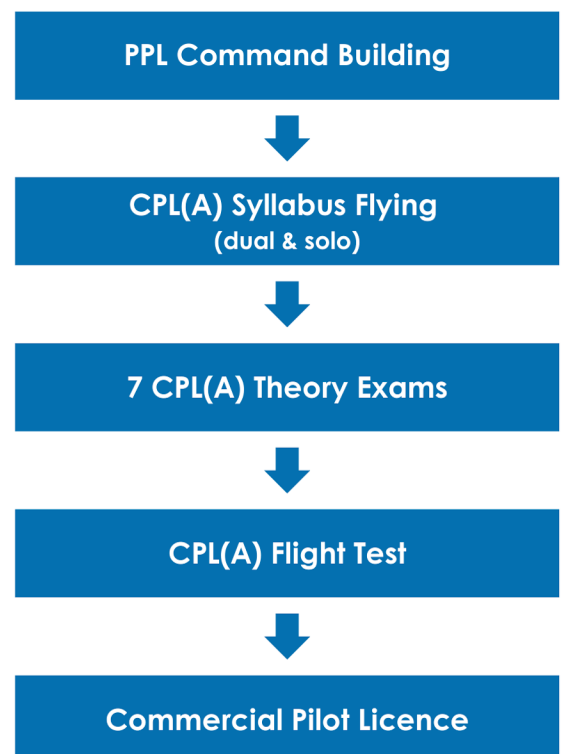 PPL Command Building
CPL(A) Syllabus Flying
(dual & solo)
7 CPL(A) Theory Exams
CPL(A) Flight Test
Commercial Pilot Licence